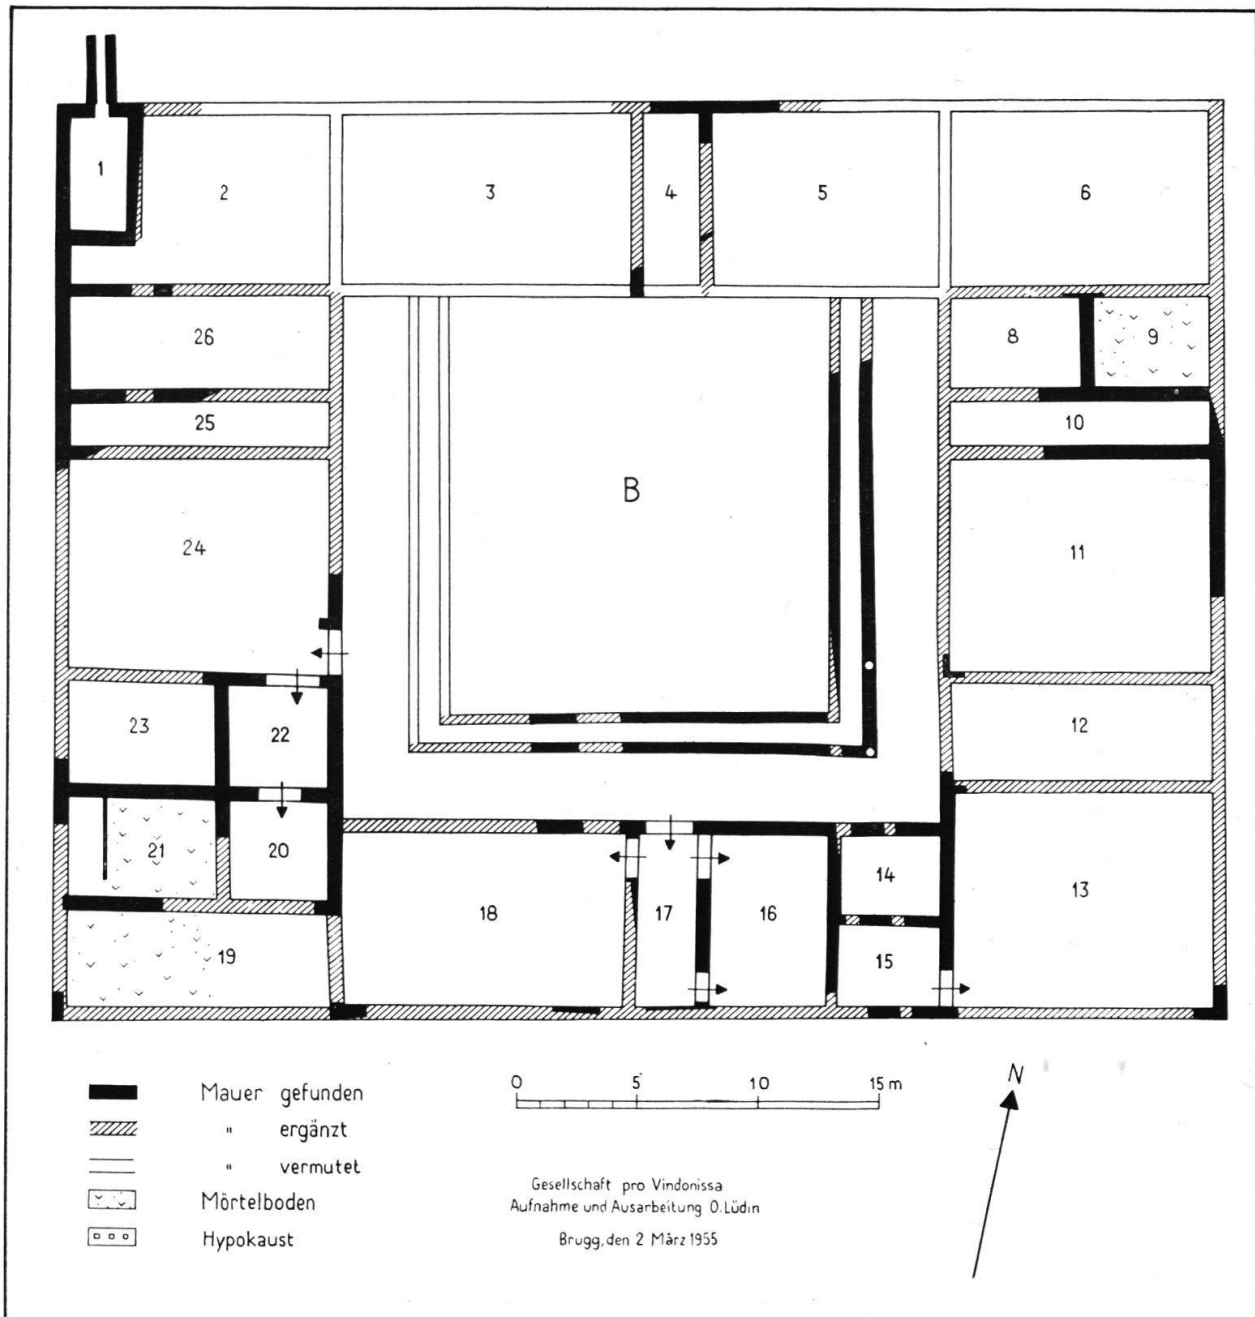 1
2
3
4
5
6
26
8
9
25
10
B
24
11
23
22
12
21
20
14
13
18
17
16
19
15
Mauer gefunden
" ergänzt
" vermutet
Mörtelboden
Hypokaust
0 5 10 15 m
N
Gesellschaft pro Vindonissa
Aufnahme und Ausarbeitung O. Lüdin
Brugg, den 2 März 1955